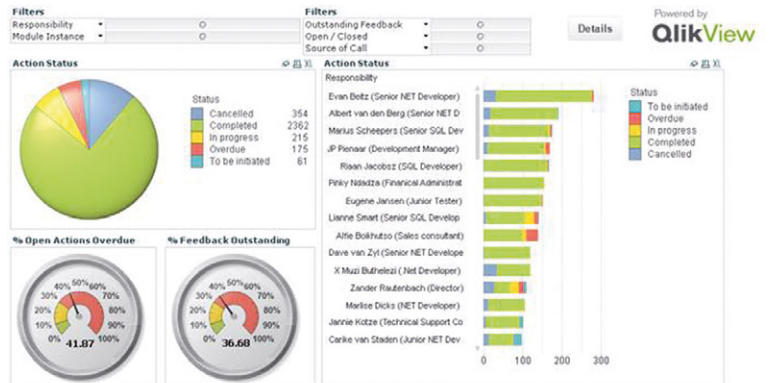 Filters
Responsibility
Module Instance
Filters
Outstanding Feedback
Open / Closed
Source of Call
Details
Powered by
QlikView
Action Status
XL
Status
Cancelled 354
Completed 2362
In progress 215
Overdue 175
To be initiated 61
Action Status
XL
Responsibility
Evan Beitz (Senior NET Developer)
Albert van den Berg (Senior NET D
Marius Scheepers (Senior SQL Dev
JP Pienaar (Development Manager)
Riaan Jacobsz (SQL Developer)
Pinky Ndadza (Finanical Administrat
Eugene Jansen (Junior Tester)
Lianne Smart (Senior SQL Develop
Alfie Boikhutso (Sales consultant)
Dave van Zyl (Senior NET Develope
X Muzi Buthelezi (.Net Developer)
Zander Rautenbach (Director)
Marlise Dicks (NET Developer)
Jannie Kotze (Technical Support Co
Carike van Staden (Junior NET Dev
0 100 200 300
Status
To be initiated
Overdue
In progress
Completed
Cancelled
% Open Actions Overdue
0% 10% 20% 30% 40% 50% 60% 70% 80% 90% 100%
41.87
% Feedback Outstanding
0% 10% 20% 30% 40% 50% 60% 70% 80% 90% 100%
36.68